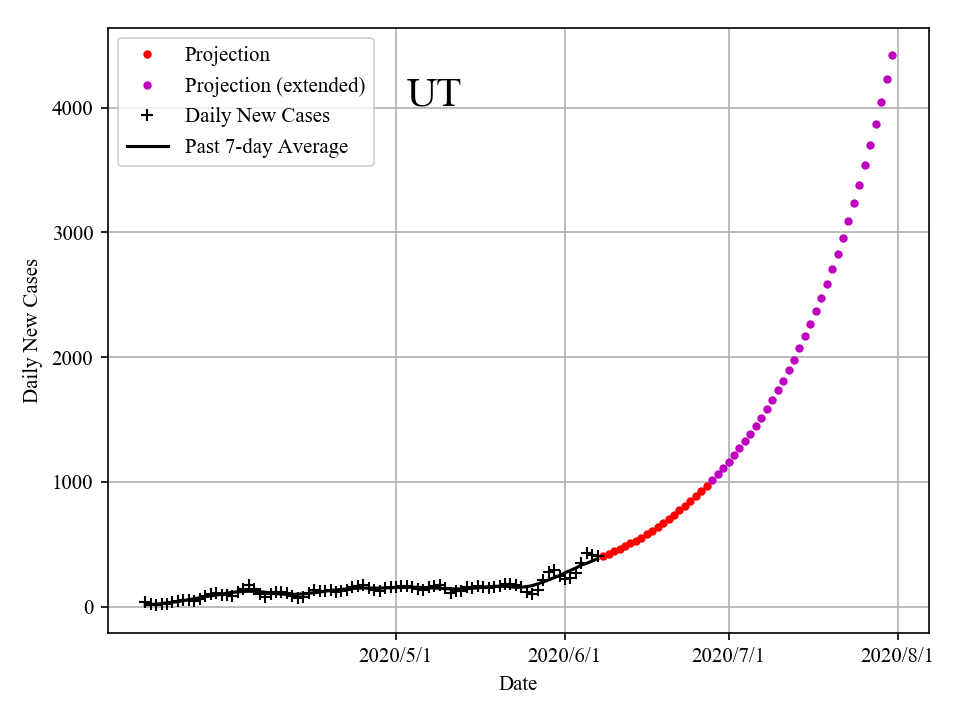 Projection
Projection (extended)
Daily New Cases
Past 7-day Average
UT
4000
3000
2000
1000
0
Daily New Cases
2020/5/1
2020/6/1
2020/7/1
2020/8/1
Date